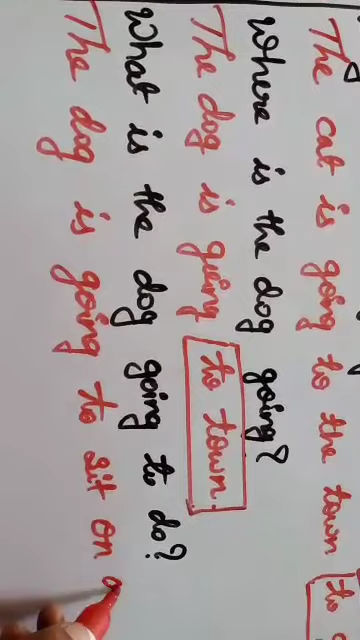 The cat is going to the town to
Where is the dog going?
The dog is going to town.
What is the dog going to do?
The dog is going to sit on